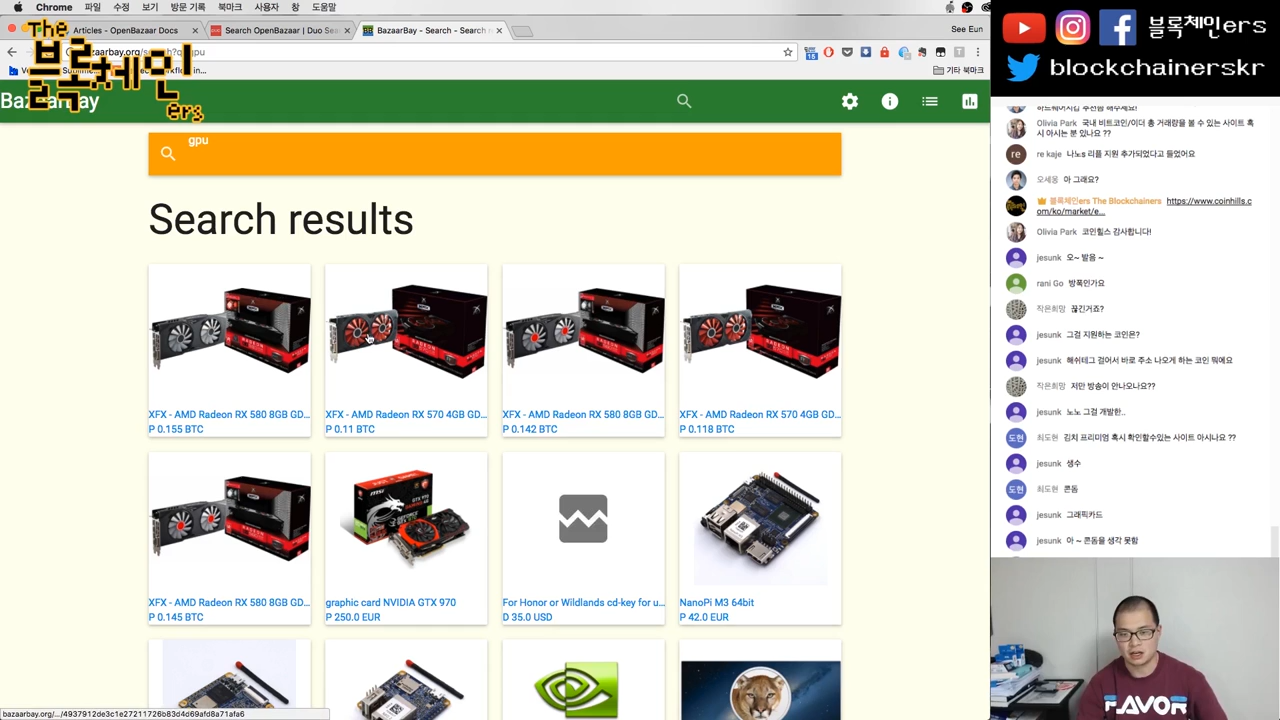 Chrome 파일 수정 보기 방문 기록 북마크 사용자 창 도움말
Articles - OpenBazaar Docs
Search OpenBazaar | Duo Sea
BazaarBay - Search - Search r
See Eun
기타 북마크
The
블록체인
ers
BazaarBay
gpu
Search results
XFX - AMD Radeon RX 580 8GB GD...
P 0.155 BTC
XFX - AMD Radeon RX 570 4GB GD...
P 0.11 BTC
XFX - AMD Radeon RX 580 8GB GD...
P 0.142 BTC
XFX - AMD Radeon RX 570 4GB GD...
P 0.118 BTC
XFX - AMD Radeon RX 580 8GB GD...
P 0.145 BTC
graphic card NVIDIA GTX 970
P 250.0 EUR
For Honor or Wildlands cd-key for u...
D 35.0 USD
NanoPi M3 64bit
P 42.0 EUR
bazaarbay.org/.../4937912de3c1e27211726b83d4d69afd8a71afa6
블록체인ers
blockchainerskr
Olivia Park 국내 비트코인/이더 총 거래량을 볼 수 있는 사이트 혹
시 아시는 분 있나요 ??
re kaje 나노s 리플 지원 추가되었다고 들었어요
오세웅 아 그래요?
블록체인ers The Blockchainers https://www.coinhills.c
om/ko/market/e...
Olivia Park 코인힐스 감사합니다!
jesunk 오~ 발음 ~
rani Go 방폭인가요
작은희망 끊긴거죠?
jesunk 그걸 지원하는 코인은?
jesunk 해쉬테그 걸어서 바로 주소 나오게 하는 코인 뭐예요
작은희망 저만 방송이 안나오나요??
jesunk 노노 그걸 개발한..
최도현 김치 프리미엄 혹시 확인할수있는 사이트 아시나요 ??
jesunk 생수
최도현 콘돔
jesunk 그래픽카드
jesunk 아 ~ 콘돔을 생각 못함
FAVOR